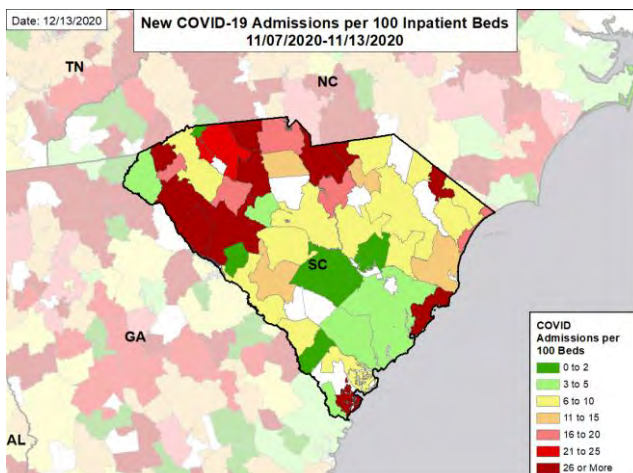 Date: 12/13/2020
New COVID-19 Admissions per 100 Inpatient Beds
11/07/2020-11/13/2020
TN
NC
SC
GA
AL
COVID
Admissions per
100 Beds
0 to 2
3 to 5
6 to 10
11 to 15
16 to 20
21 to 25
26 or More